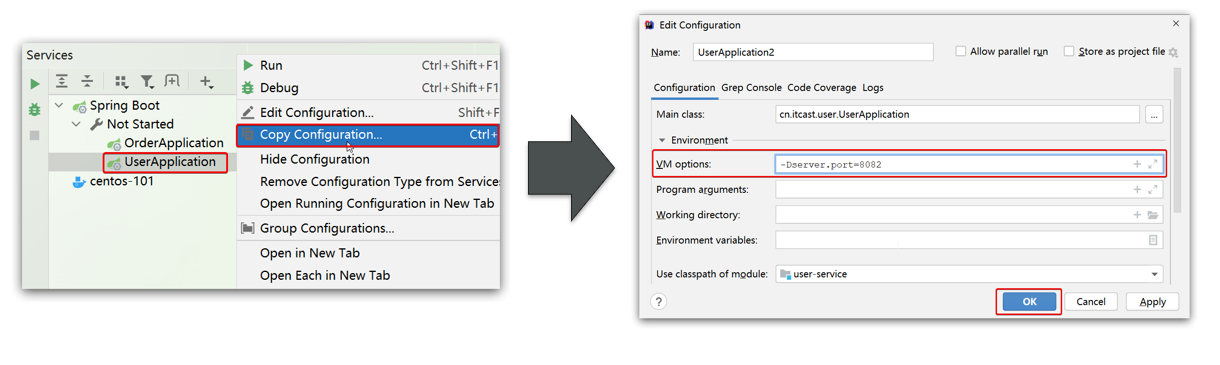 Services
Run Ctrl+Shift+F1
Debug Ctrl+Shift+F
Edit Configuration... Shift+F
Copy Configuration... Ctrl+
Hide Configuration
Remove Configuration Type from Service
Open Running Configuration in New Tab
Group Configurations...
Open in New Tab
Open Each in New Tab
Spring Boot
Not Started
OrderApplication
UserApplication
centos-101
Edit Configuration
Name: UserApplication2 Allow parallel run Store as project file
Configuration Grep Console Code Coverage Logs
Main class: cn.itcast.user.UserApplication ...
Environment
VM options: -Dserver.port=8082
Program arguments:
Working directory:
Environment variables:
Use classpath of module: user-service
? OK Cancel Apply